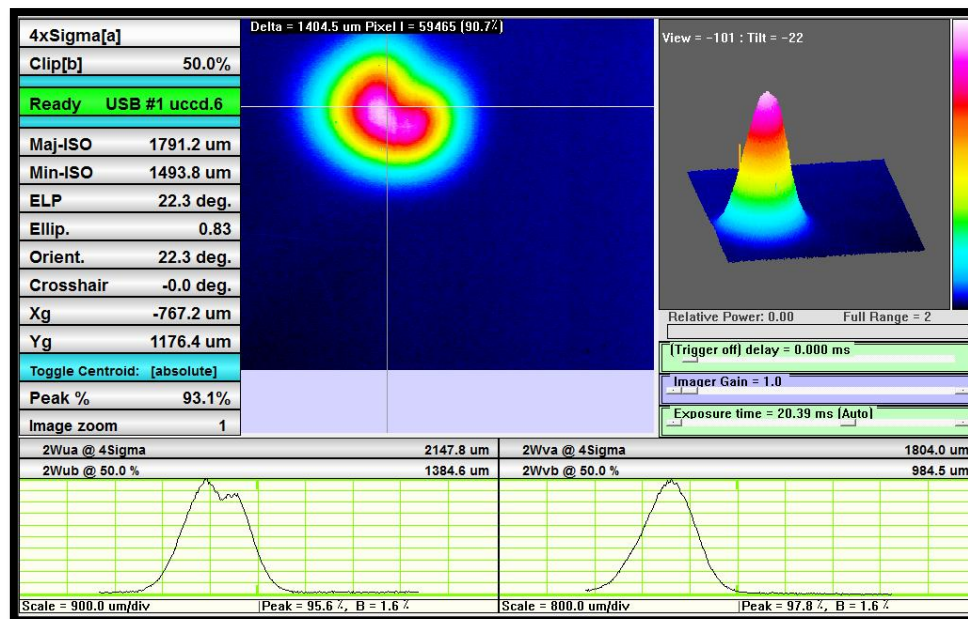 4xSigma[a]
Clip[b] 50.0%
Ready USB #1 uccd.6
Maj-ISO 1791.2 um
Min-ISO 1493.8 um
ELP 22.3 deg.
Ellip. 0.83
Orient. 22.3 deg.
Crosshair -0.0 deg.
Xg -767.2 um
Yg 1176.4 um
Toggle Centroid: [absolute]
Peak % 93.1%
Image zoom 1
Delta = 1404.5 um Pixel I = 59465 (90.7%)
View = -101 : Tilt = -22
Relative Power: 0.00 Full Range = 2
(Trigger off) delay = 0.000 ms
Imager Gain = 1.0
Exposure time = 20.39 ms (Auto)
2Wua @ 4Sigma 2147.8 um
2Wub @ 50.0 % 1384.6 um
2Wva @ 4Sigma 1804.0 um
2Wvb @ 50.0 % 984.5 um
Scale = 900.0 um/div Peak = 95.6 %, B = 1.6 %
Scale = 800.0 um/div Peak = 97.8 %, B = 1.6 %